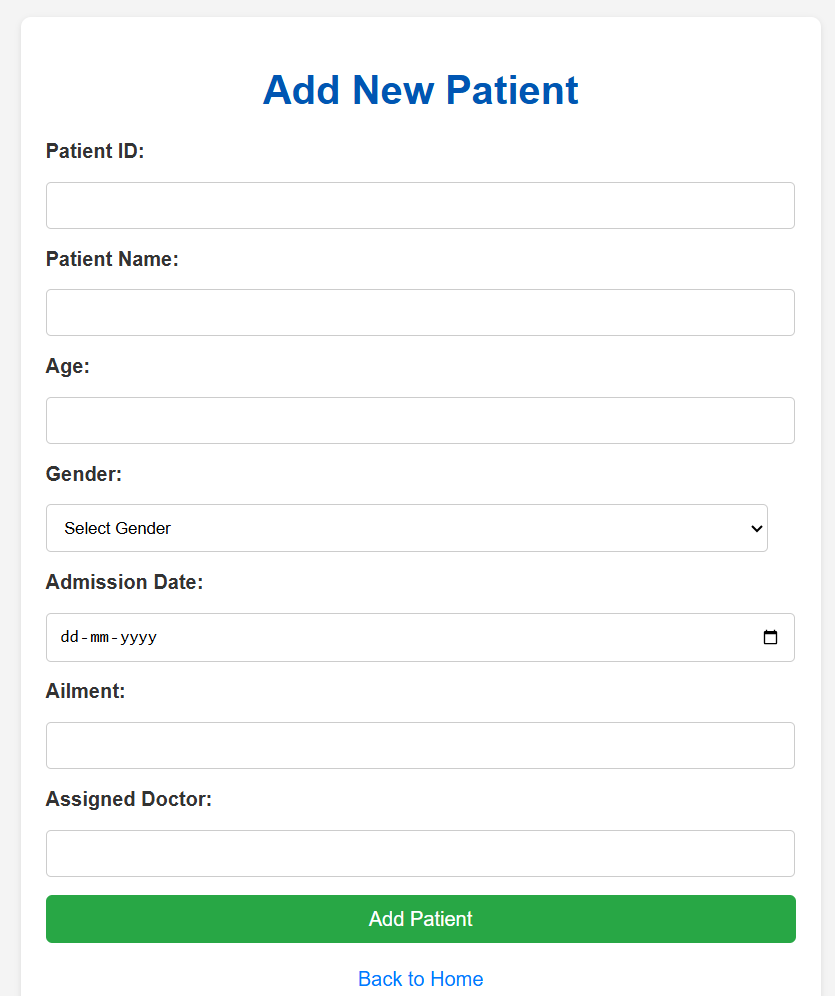 Add New Patient
Patient ID:
Patient Name:
Age:
Gender:
Select Gender
Admission Date:
dd-mm-yyyy
Ailment:
Assigned Doctor:
Add Patient
Back to Home